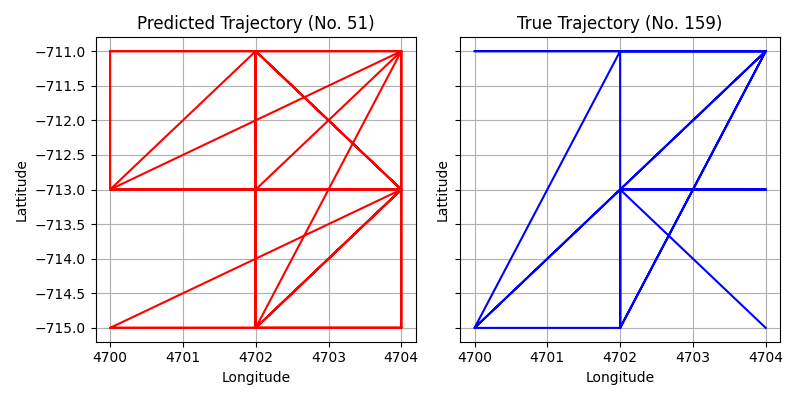 Predicted Trajectory (No. 51)
True Trajectory (No. 159)
Lattitude
−711.0
−711.5
−712.0
−712.5
−713.0
−713.5
−714.0
−714.5
−715.0
4700 4701 4702 4703 4704
Longitude
Lattitude
4700 4701 4702 4703 4704
Longitude